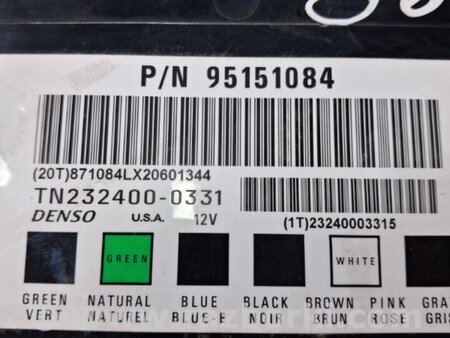 P/N 95151084
(20T)871084LX20601344
TN232400-0331
DENSO U.S.A. 12V
(1T)23240003315
GREEN WHITE
GREEN NATURAL BLUE BLACK BROWN PINK
VERT NATUREL NOIR BRUN ROSE GRIS